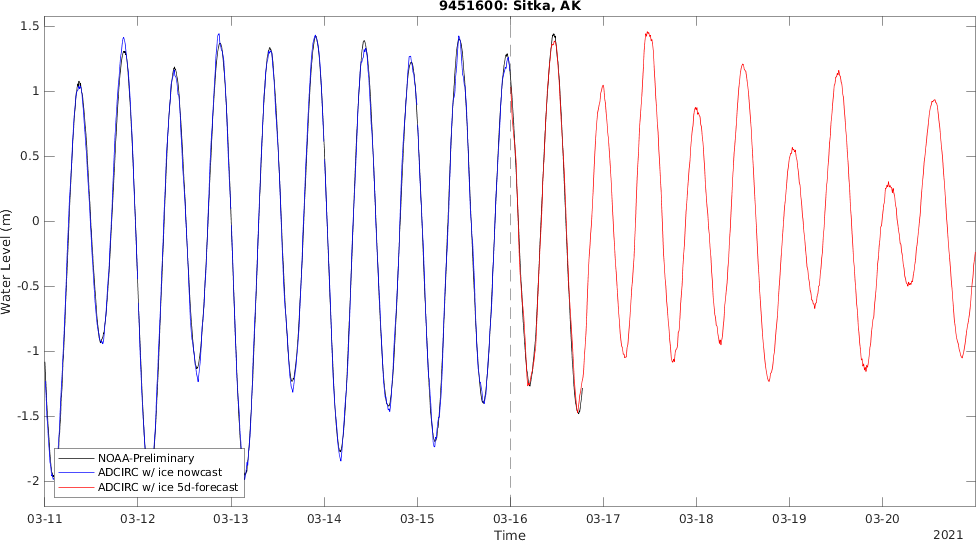 9451600: Sitka, AK
1.5
1
0.5
0
-0.5
-1
-1.5
-2
Water Level (m)
NOAA-Preliminary
ADCIRC w/ ice nowcast
ADCIRC w/ ice 5d-forecast
03-11 03-12 03-13 03-14 03-15 03-16 03-17 03-18 03-19 03-20
Time
2021